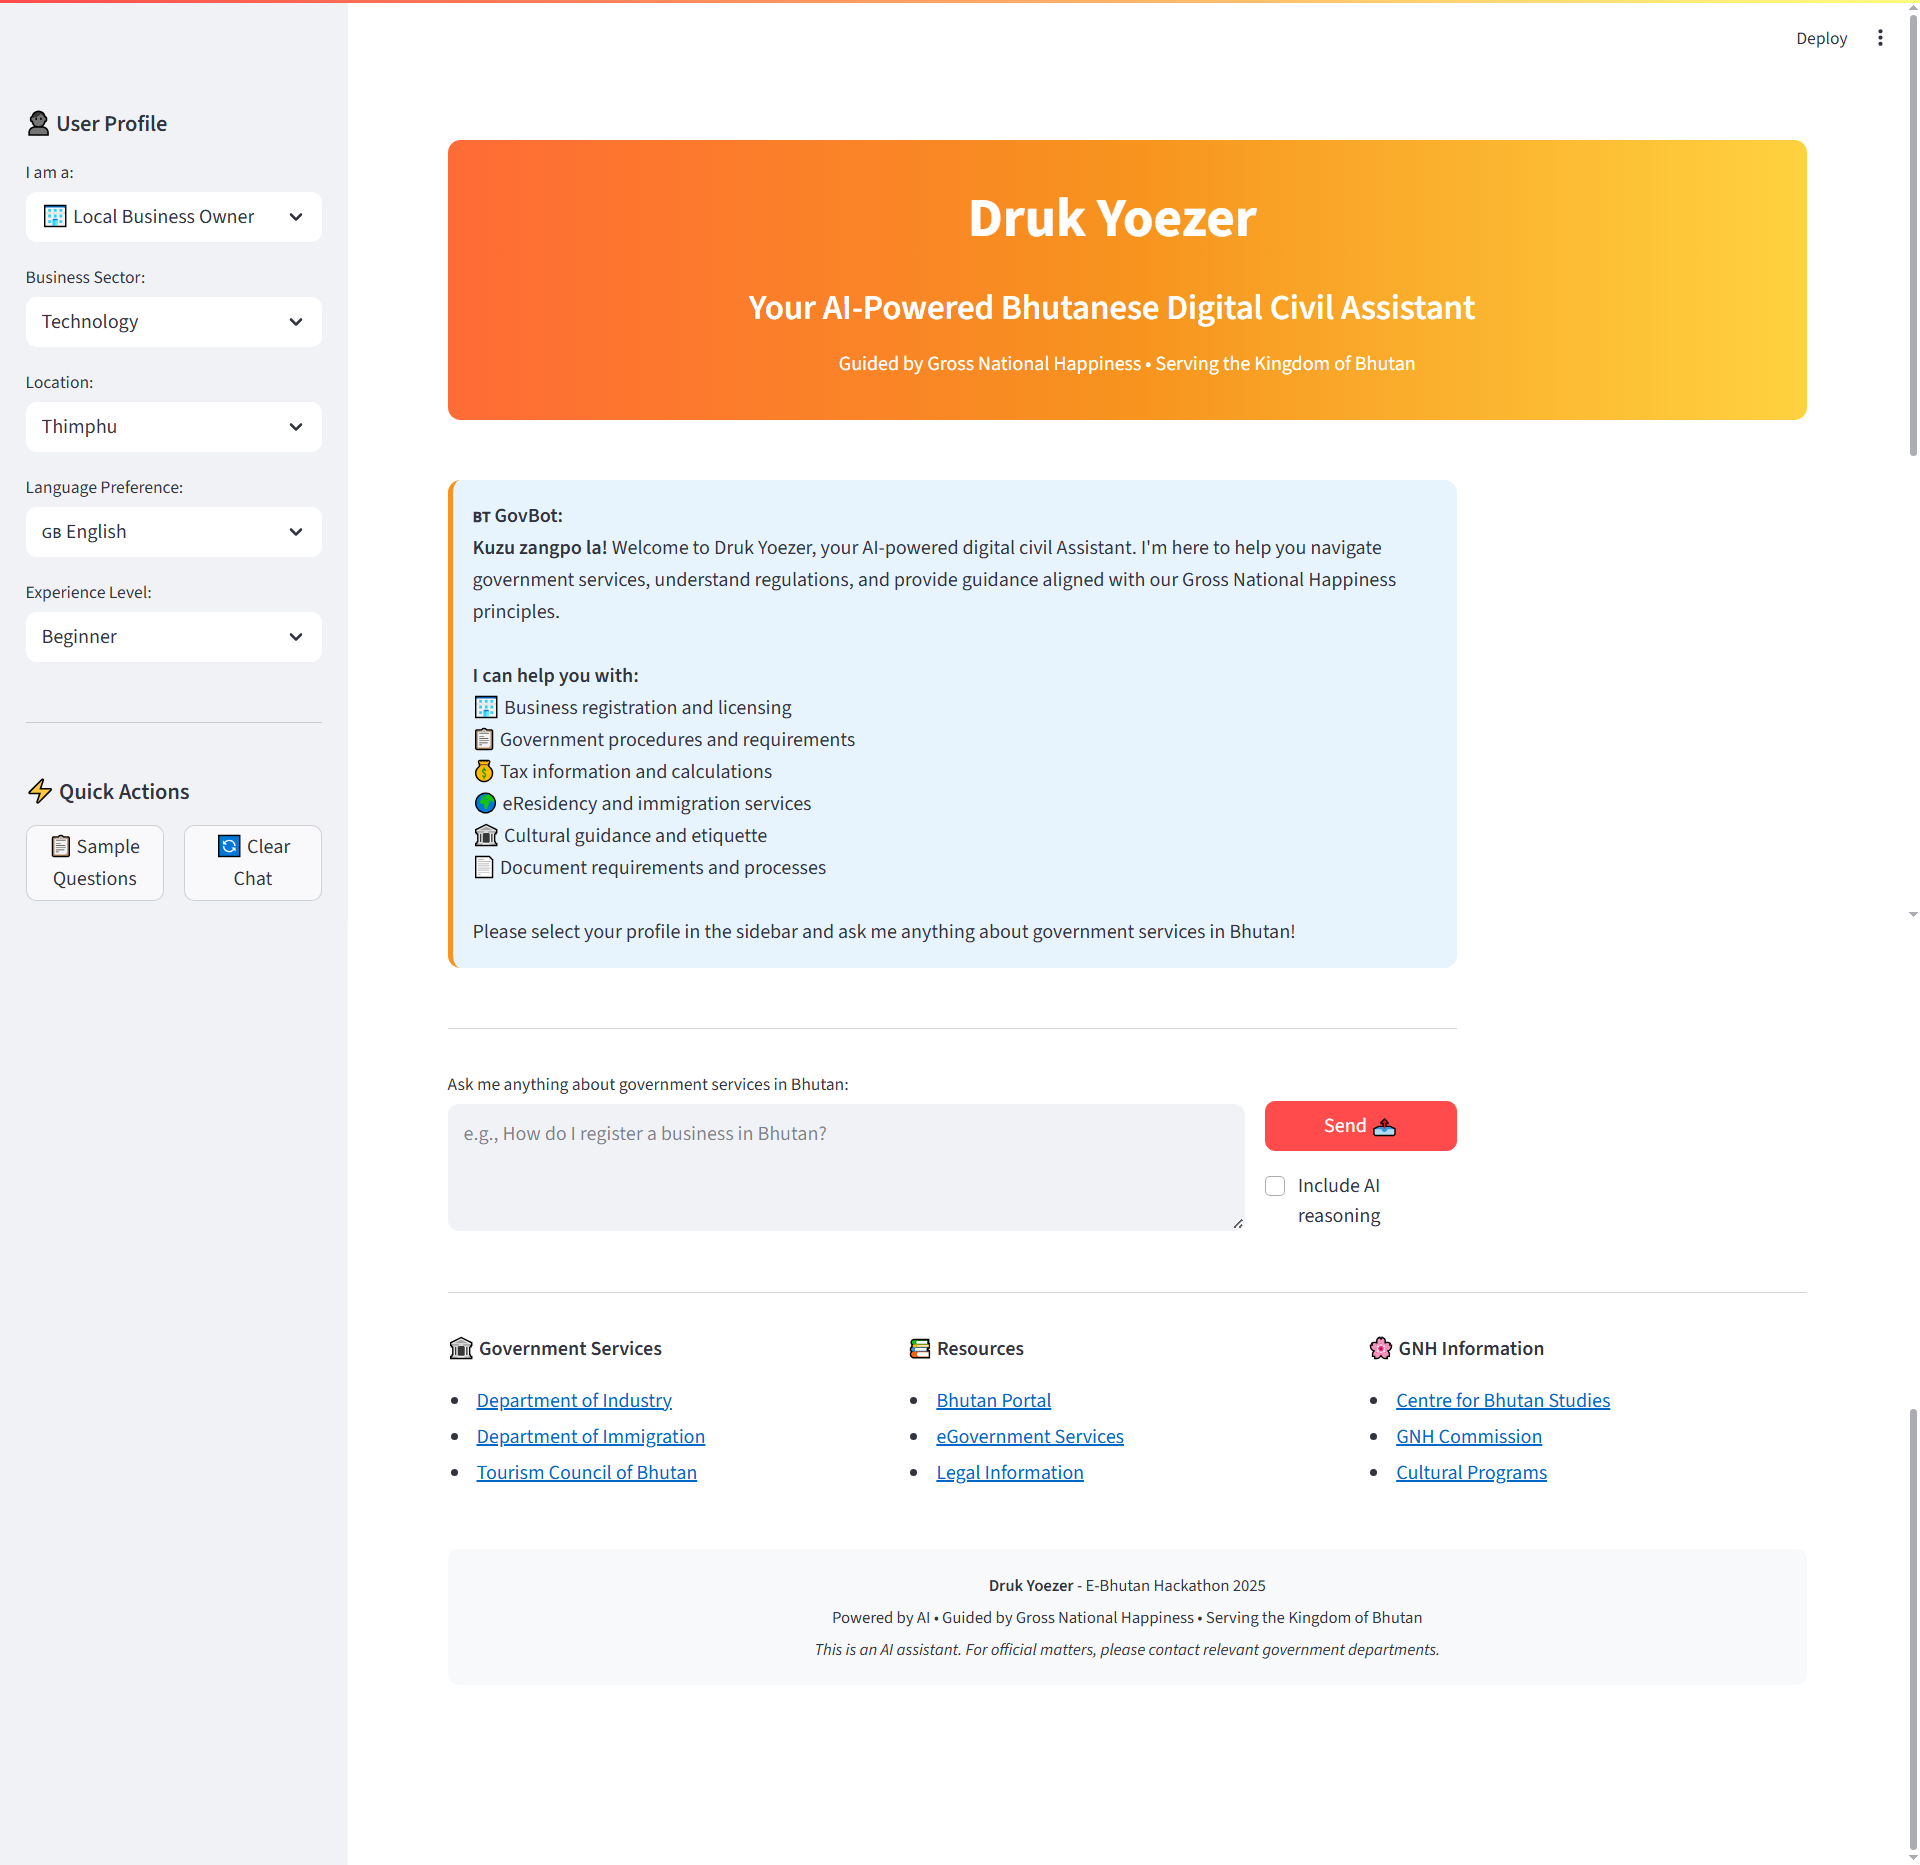 Deploy
👤 User Profile
I am a:
🏢 Local Business Owner
Business Sector:
Technology
Location:
Thimphu
Language Preference:
GB English
Experience Level:
Beginner
⚡ Quick Actions
📋 Sample
Questions
🔄 Clear
Chat
Druk Yoezer
Your AI-Powered Bhutanese Digital Civil Assistant
Guided by Gross National Happiness • Serving the Kingdom of Bhutan
BT GovBot:
Kuzu zangpo la! Welcome to Druk Yoezer, your AI-powered digital civil Assistant. I'm here to help you navigate
government services, understand regulations, and provide guidance aligned with our Gross National Happiness
principles.
I can help you with:
🏢 Business registration and licensing
📋 Government procedures and requirements
💰 Tax information and calculations
🌍 eResidency and immigration services
🏛️ Cultural guidance and etiquette
📄 Document requirements and processes
Please select your profile in the sidebar and ask me anything about government services in Bhutan!
Ask me anything about government services in Bhutan:
e.g., How do I register a business in Bhutan?
Send 📤
Include AI
reasoning
🏛️ Government Services
• Department of Industry
• Department of Immigration
• Tourism Council of Bhutan
📚 Resources
• Bhutan Portal
• eGovernment Services
• Legal Information
🌸 GNH Information
• Centre for Bhutan Studies
• GNH Commission
• Cultural Programs
Druk Yoezer - E-Bhutan Hackathon 2025
Powered by AI • Guided by Gross National Happiness • Serving the Kingdom of Bhutan
This is an AI assistant. For official matters, please contact relevant government departments.